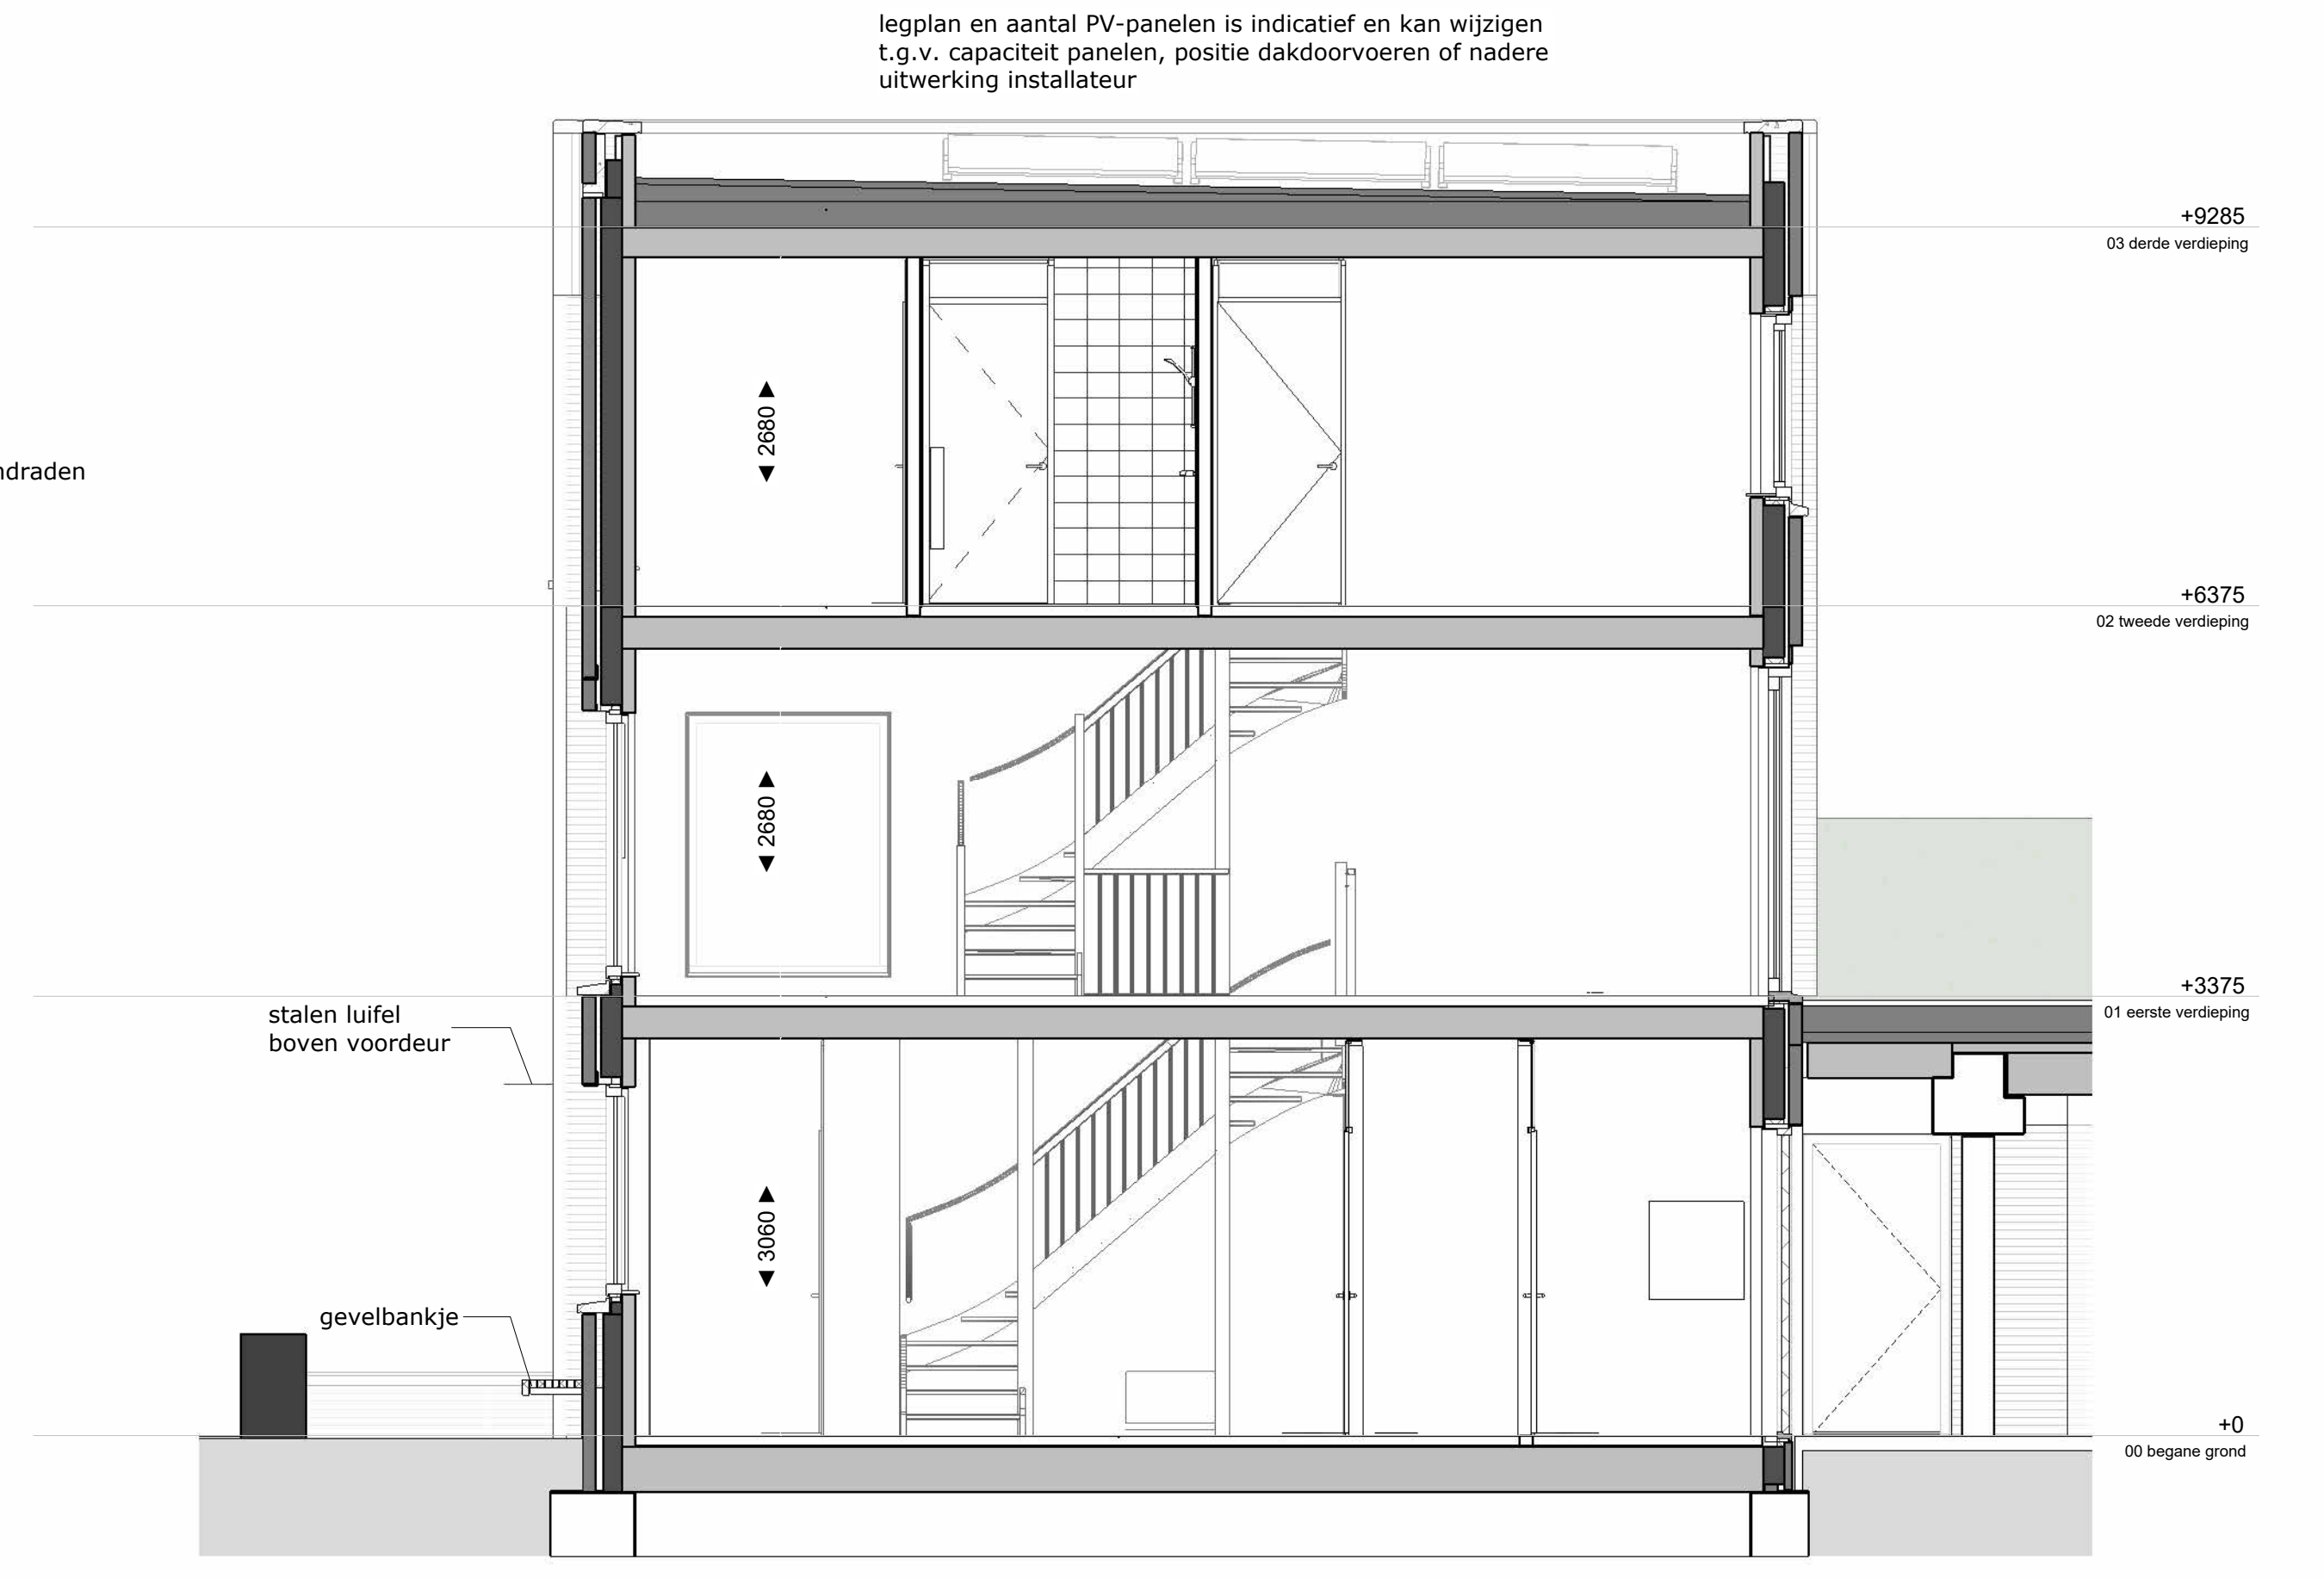 legplan en aantal PV-panelen is indicatief en kan wijzigen
t.g.v. capaciteit panelen, positie dakdoorvoeren of nadere
uitwerking installateur
+9285
03 derde verdieping
◄ 2680 ►
ndraden
+6375
02 tweede verdieping
◄ 2680 ►
+3375
01 eerste verdieping
stalen luifel
boven voordeur
◄ 3060 ►
gevelbankje
+0
00 begane grond